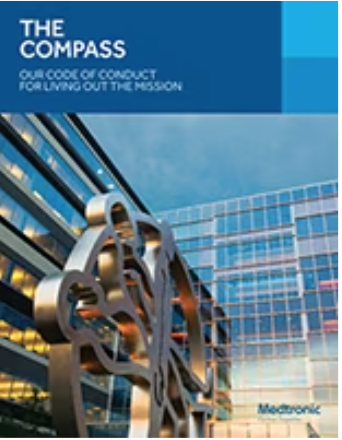 THE
COMPASS
OUR CODE OF CONDUCT
FOR LIVING OUT THE MISSION
Medtronic